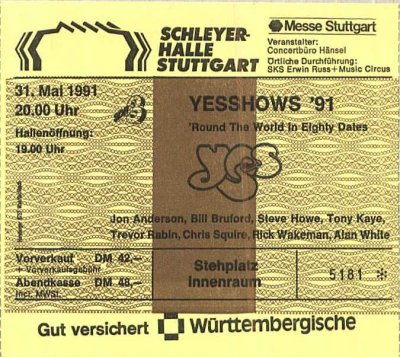 SCHLEYER-
HALLE
STUTTGART
Messe Stuttgart
Veranstalter:
Concertbüro Hänsel
Örtliche Durchführung:
SKS Erwin Russ+Music Circus
31. Mai 1991
20.00 Uhr
Hallenöffnung:
19.00 Uhr
YESSHOWS '91
'Round The World In Eighty Dates
Yes
Jon Anderson, Bill Bruford, Steve Howe, Tony Kaye,
Trevor Rabin, Chris Squire, Rick Wakeman, Alan White
Vorverkauf DM 42,—
+ Vorverkaufsgebühr
Abendkasse DM 48,—
incl. MWSt.
Stehplatz
Innenraum
5181 *
Gut versichert Württembergische